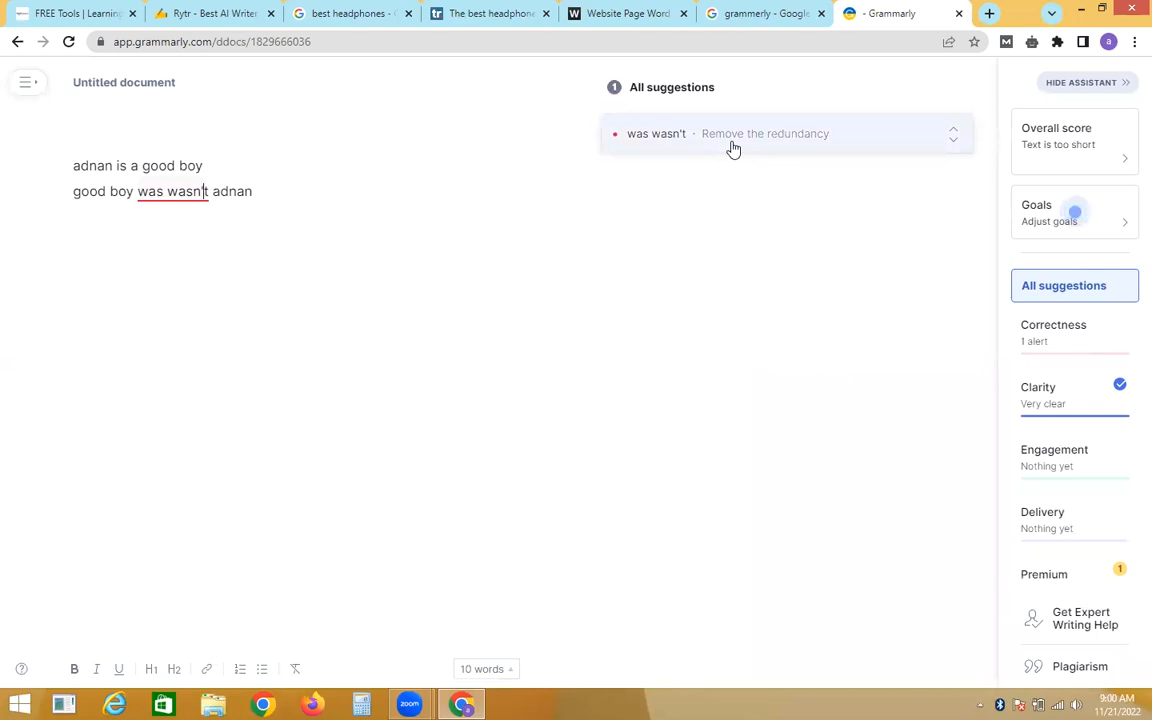 FREE Tools | Learning
Rytr - Best AI Writer
best headphones - G
The best headphone
Website Page Word
grammerly - Google
- Grammarly
app.grammarly.com/ddocs/1829666036
Untitled document
1 All suggestions
HIDE ASSISTANT
was wasn't · Remove the redundancy
Overall score
Text is too short
adnan is a good boy
good boy was wasn't adnan
Goals
Adjust goals
All suggestions
Correctness
1 alert
Clarity
Very clear
Engagement
Nothing yet
Delivery
Nothing yet
Premium 1
Get Expert
Writing Help
B I U H1 H2
10 words
Plagiarism
zoom
9:00 AM
11/21/2022